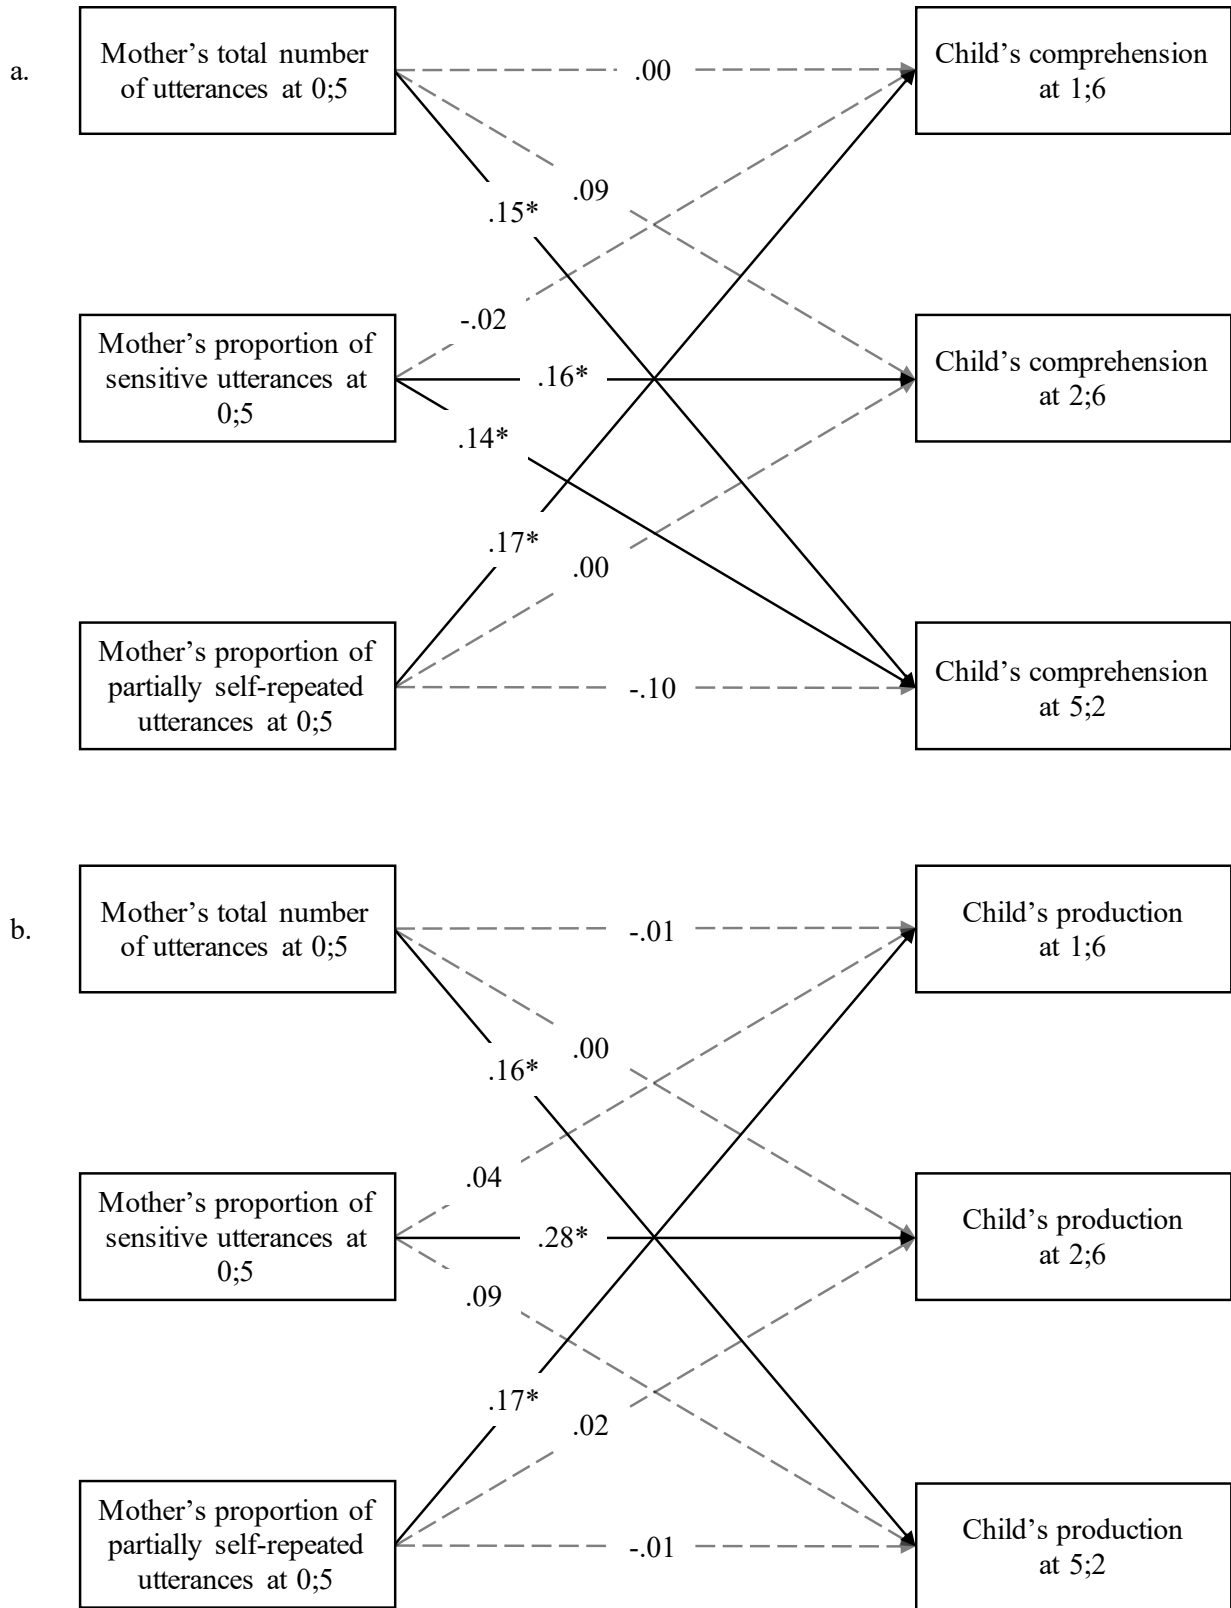 a.
Mother’s total number
of utterances at 0;5
.00
Child’s comprehension
at 1;6
.09
.15*
-.02
Mother’s proportion of
sensitive utterances at
0;5
.16*
Child’s comprehension
at 2;6
.14*
.17*
.00
Mother’s proportion of
partially self-repeated
utterances at 0;5
-.10
Child’s comprehension
at 5;2
b.
Mother’s total number
of utterances at 0;5
-.01
Child’s production
at 1;6
.00
.16*
.04
Mother’s proportion of
sensitive utterances at
0;5
.28*
Child’s production
at 2;6
.09
.17*
.02
Mother’s proportion of
partially self-repeated
utterances at 0;5
-.01
Child’s production
at 5;2